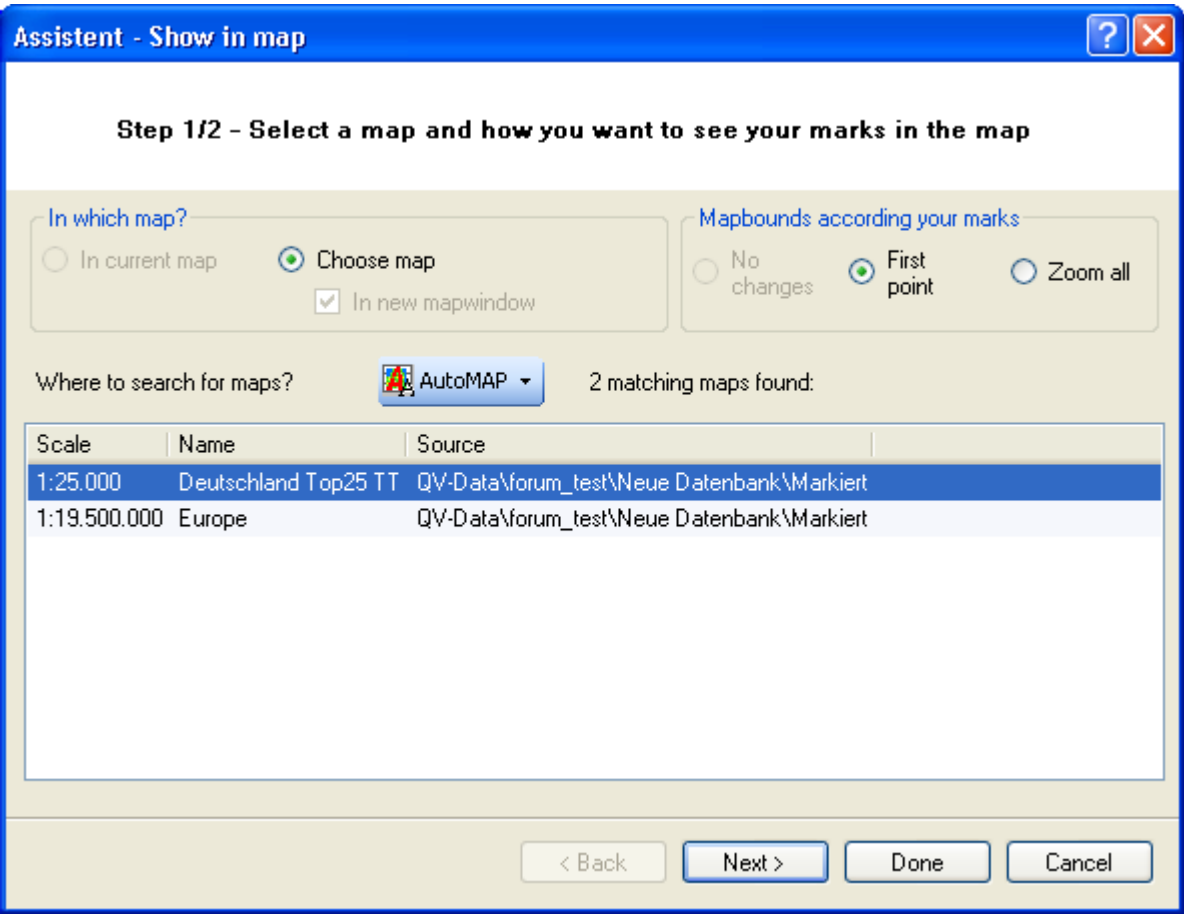 Assistent - Show in map
Step 1/2 - Select a map and how you want to see your marks in the map
In which map?
In current map
Choose map
In new mapwindow
Mapbounds according your marks
No
changes
First
point
Zoom all
Where to search for maps?
AutoMAP
2 matching maps found:
Scale Name Source
1:25.000 Deutschland Top25 TT QV-Data\forum_test\Neue Datenbank\Markiert
1:19.500.000 Europe QV-Data\forum_test\Neue Datenbank\Markiert
< Back Next > Done Cancel